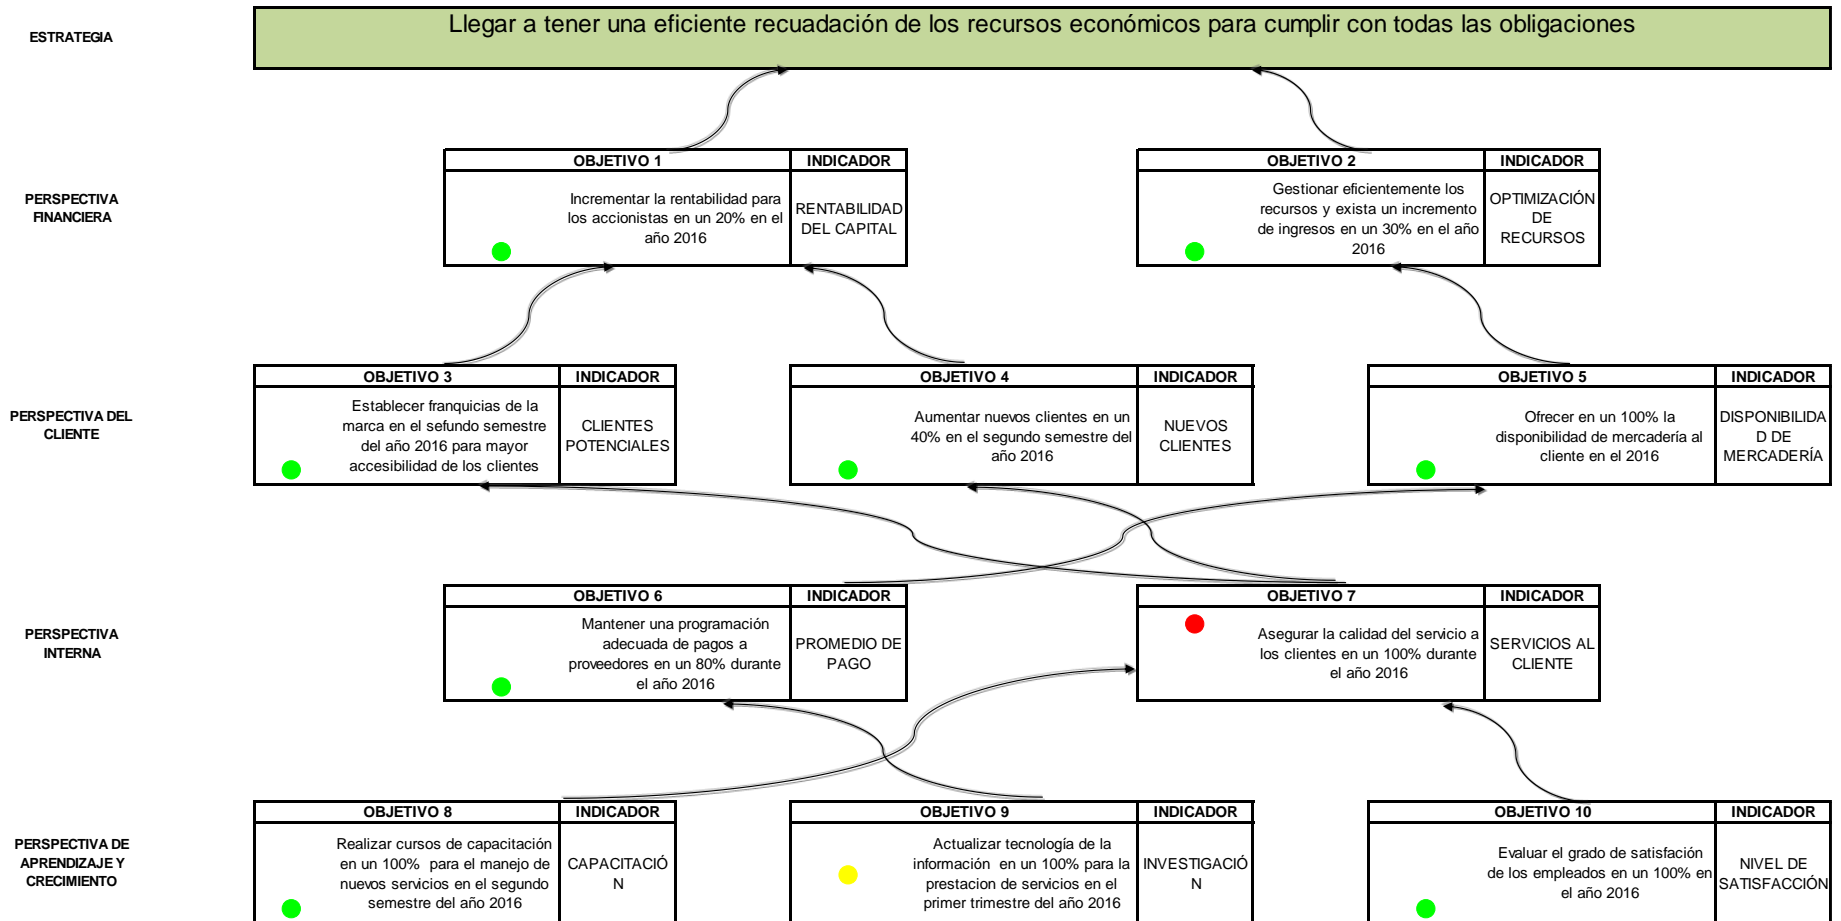 ESTRATEGIA
Llegar a tener una eficiente recuadación de los recursos económicos para cumplir con todas las obligaciones
PERSPECTIVA
FINANCIERA
OBJETIVO 1
INDICADOR
Incrementar la rentabilidad para
los accionistas en un 20% en el
año 2016
RENTABILIDAD
DEL CAPITAL
OBJETIVO 2
INDICADOR
Gestionar eficientemente los
recursos y exista un incremento
de ingresos en un 30% en el año
2016
OPTIMIZACIÓN
DE
RECURSOS
PERSPECTIVA DEL
CLIENTE
OBJETIVO 3
INDICADOR
Establecer franquicias de la
marca en el sefundo semestre
del año 2016 para mayor
accesibilidad de los clientes
CLIENTES
POTENCIALES
OBJETIVO 4
INDICADOR
Aumentar nuevos clientes en un
40% en el segundo semestre del
año 2016
NUEVOS
CLIENTES
OBJETIVO 5
INDICADOR
Ofrecer en un 100% la
disponibilidad de mercadería al
cliente en el 2016
DISPONIBILIDA
D DE
MERCADERÍA
PERSPECTIVA
INTERNA
OBJETIVO 6
INDICADOR
Mantener una programación
adecuada de pagos a
proveedores en un 80% durante
el año 2016
PROMEDIO DE
PAGO
OBJETIVO 7
INDICADOR
Asegurar la calidad del servicio a
los clientes en un 100% durante
el año 2016
SERVICIOS AL
CLIENTE
PERSPECTIVA DE
APRENDIZAJE Y
CRECIMIENTO
OBJETIVO 8
INDICADOR
Realizar cursos de capacitación
en un 100% para el manejo de
nuevos servicios en el segundo
semestre del año 2016
CAPACITACIÓ
N
OBJETIVO 9
INDICADOR
Actualizar tecnología de la
información en un 100% para la
prestacion de servicios en el
primer trimestre del año 2016
INVESTIGACIÓ
N
OBJETIVO 10
INDICADOR
Evaluar el grado de satisfacción
de los empleados en un 100% en
el año 2016
NIVEL DE
SATISFACCIÓN